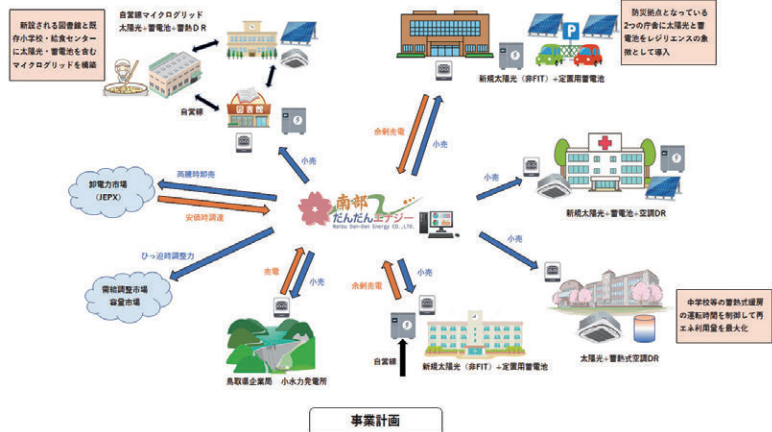 新設される図書館と既
存小学校・給食センター
に太陽光・蓄電池を含む
マイクログリッドを構築
自営線マイクログリッド
太陽光+蓄電池+蓄熱DR
自営線
図書館
小売
P
防災拠点となっている
2つの庁舎に太陽光と蓄
電池をレジリエンスの象
徴として導入
新規太陽光(非FIT)+定置用蓄電池
余剰売電
小売
卸電力市場
(JEPX)
高騰時卸売
安価時調達
南部
だんだんエナジー
Nanbu Dan-Dan Energy CO.,LTD.
小売
新規太陽光+蓄電池+空調DR
ひっ迫時調整力
需給調整市場
容量市場
売電
小売
鳥取県企業局 小水力発電所
余剰売電
小売
自営線
新規太陽光(非FIT)+定置用蓄電池
小売
太陽光+蓄熱式空調DR
中学校等の蓄熱式暖房
の運転時間を制御して再
エネ利用量を最大化
事業計画